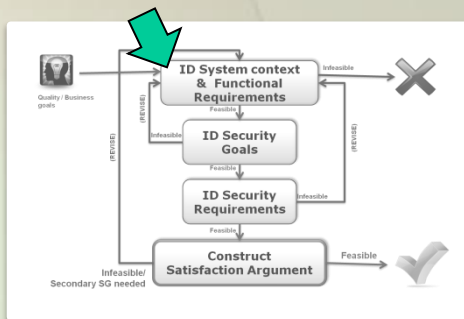 ID System context
& Functional
Requirements
Infeasible
Quality / Business
goals
(REVISE)
(REVISE)
Feasible
Infeasible
ID Security
Goals
(REVISE)
Feasible
ID Security
Requirements
Infeasible
Feasible
Construct
Satisfaction Argument
Feasible
Infeasible/
Secondary SG needed